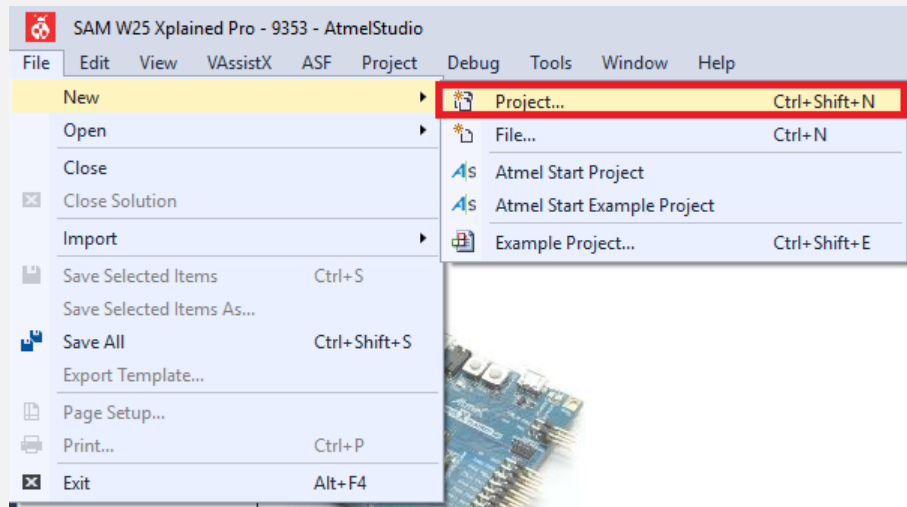 SAM W25 Xplained Pro - 9353 - AtmelStudio
File Edit View VAssistX ASF Project Debug Tools Window Help
New
Project... Ctrl+Shift+N
Open
File... Ctrl+N
Close
Atmel Start Project
Close Solution
Atmel Start Example Project
Import
Example Project... Ctrl+Shift+E
Save Selected Items Ctrl+S
Save Selected Items As...
Save All Ctrl+Shift+S
Export Template...
Page Setup...
Print... Ctrl+P
Exit Alt+F4
Atmel